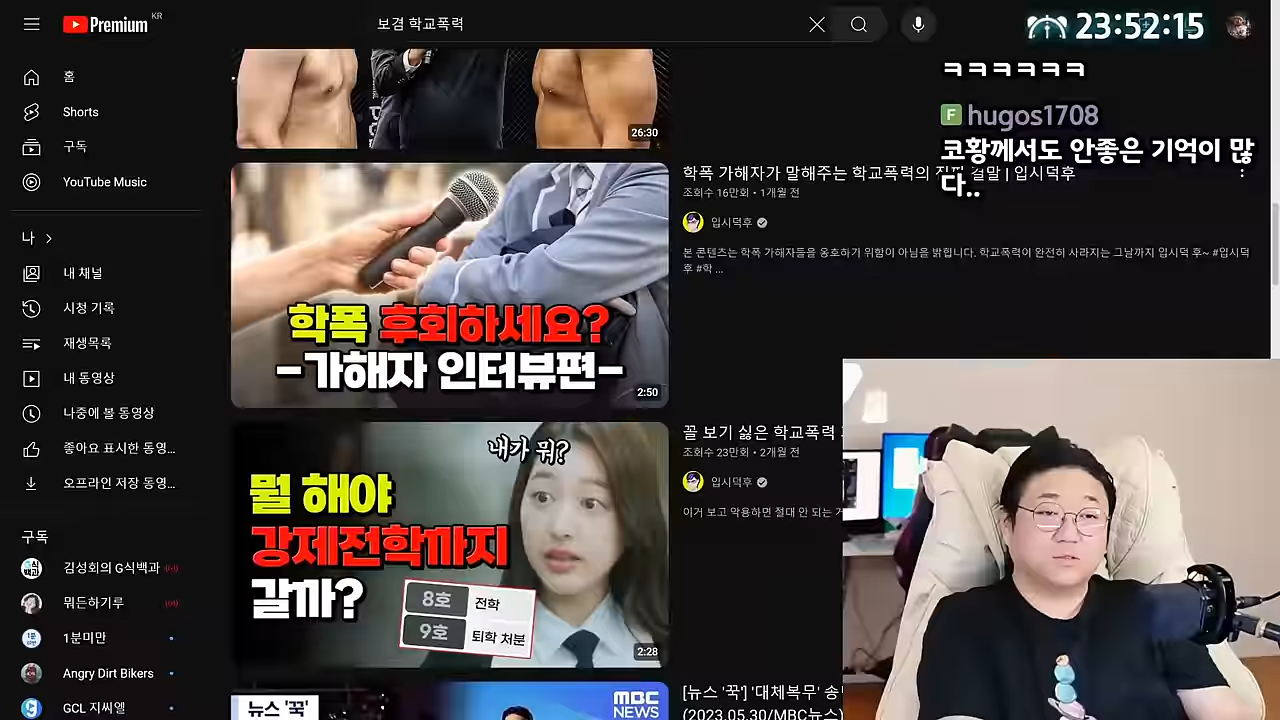 Premium KR
보겸 학교폭력
23:52:15
ㅋㅋㅋㅋㅋㅋ
F hugos1708
코황께서도 안좋은 기억이 많
다..
홈
Shorts
구독
YouTube Music
나
내 채널
시청 기록
재생목록
내 동영상
나중에 볼 동영상
좋아요 표시한 동영...
오프라인 저장 동영...
구독
김성회의 G식백과
뭐든하기루
1분미만
Angry Dirt Bikers
GCL 지씨엘
26:30
학폭 후회하세요?
-가해자 인터뷰편-
2:50
학폭 가해자가 말해주는 학교폭력의 결말 | 입시덕후
조회수 16만회 • 1개월 전
입시덕후
본 콘텐츠는 학폭 가해자들을 옹호하기 위함이 아님을 밝힙니다. 학교폭력이 완전히 사라지는 그날까지 입시덕 후~ #입시덕
후 #학 ...
내가 뭐?
뭘 해야
강제전학까지
갈까?
8호 전학
9호 퇴학 처분
2:28
꼴 보기 싫은 학교폭력
조회수 23만회 • 2개월 전
입시덕후
이거 보고 악용하면 절대 안 되는
뉴스 '꾹'
MBC
NEWS
[뉴스 '꾹'] '대체복무' 송
(2023.05.30/MBC뉴스)